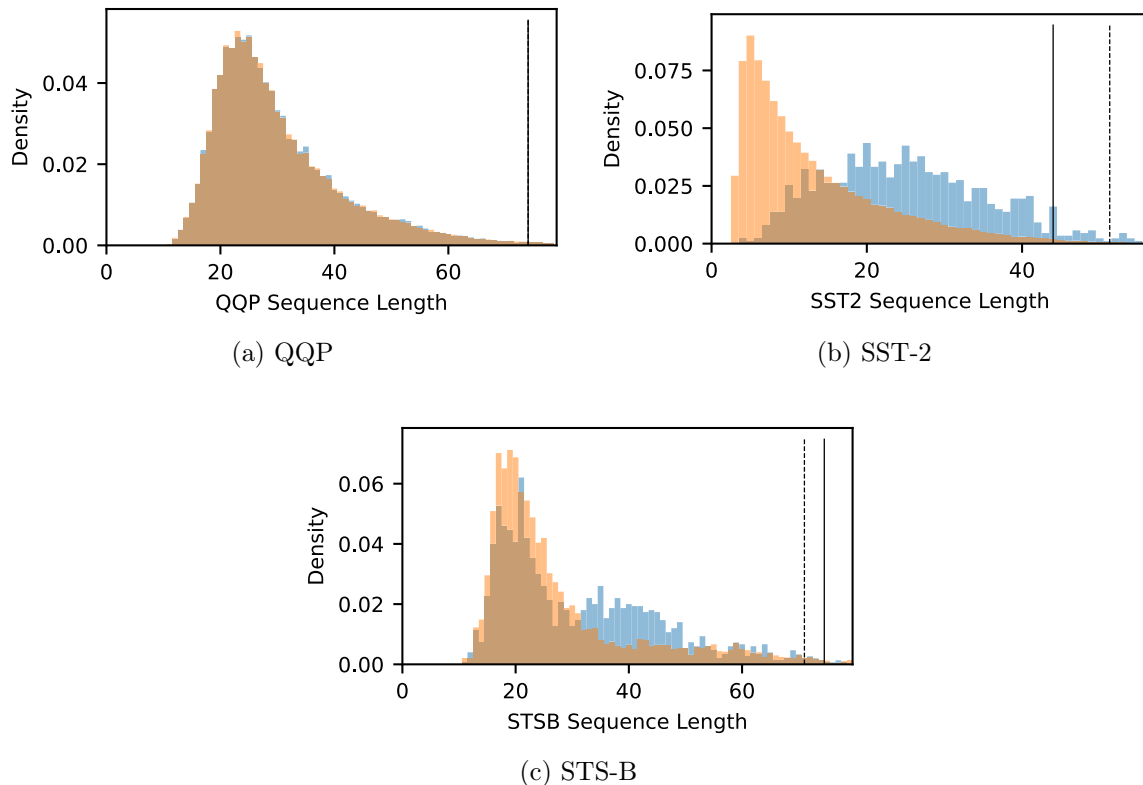 0.04
0.02
0.00
Density
0 20 40 60
QQP Sequence Length
(a) QQP
0.075
0.050
0.025
0.000
Density
0 20 40
SST2 Sequence Length
(b) SST-2
0.06
0.04
0.02
0.00
Density
0 20 40 60
STSB Sequence Length
(c) STS-B